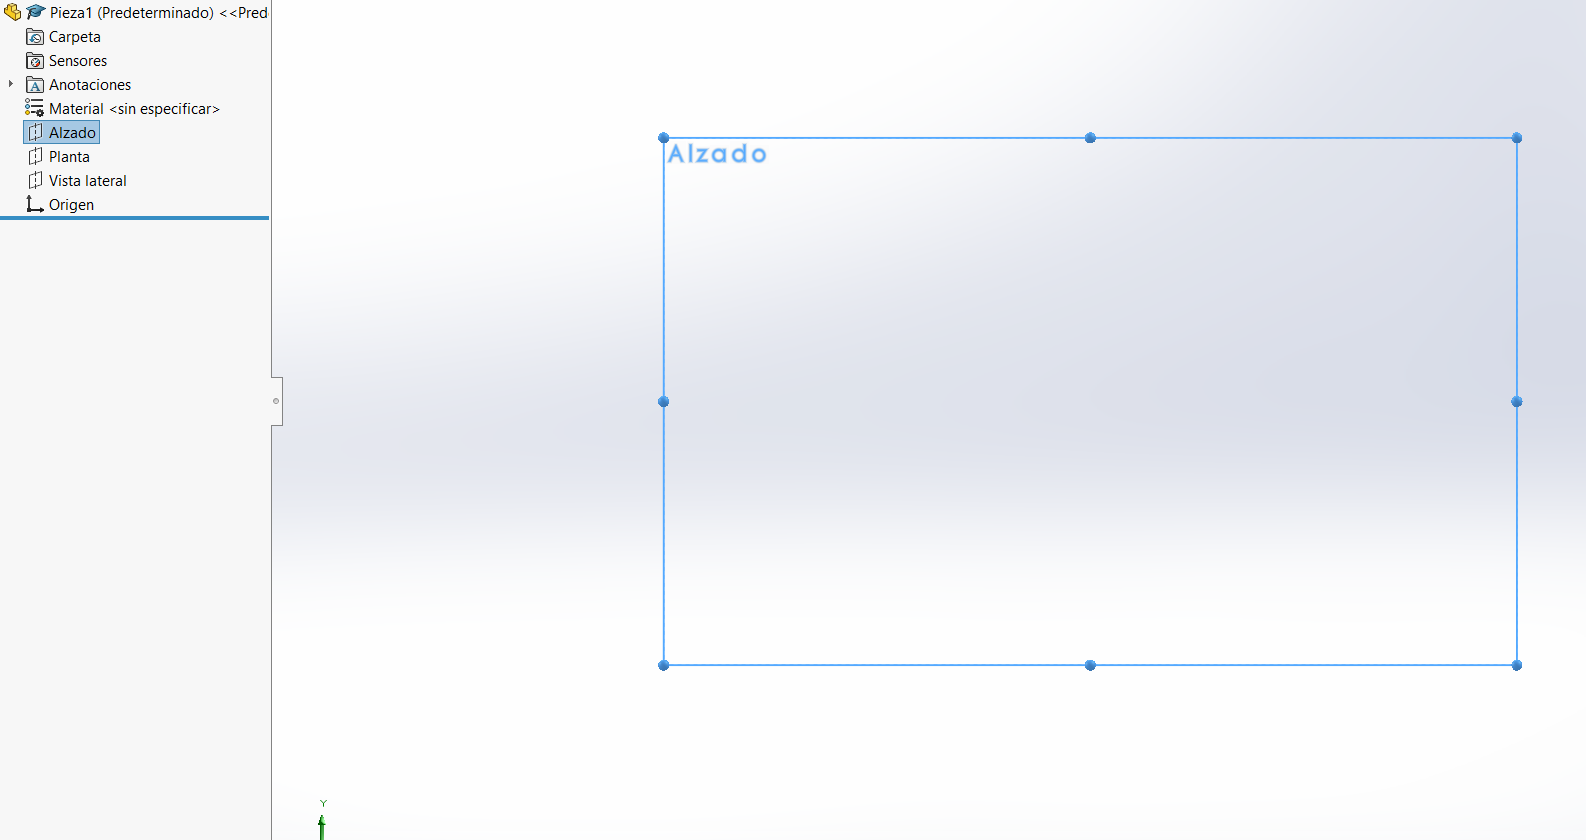 Pieza1 (Predeterminado) <<Pred
Carpeta
Sensores
Anotaciones
Material <sin especificar>
Alzado
Planta
Vista lateral
Origen
Alzado
Y